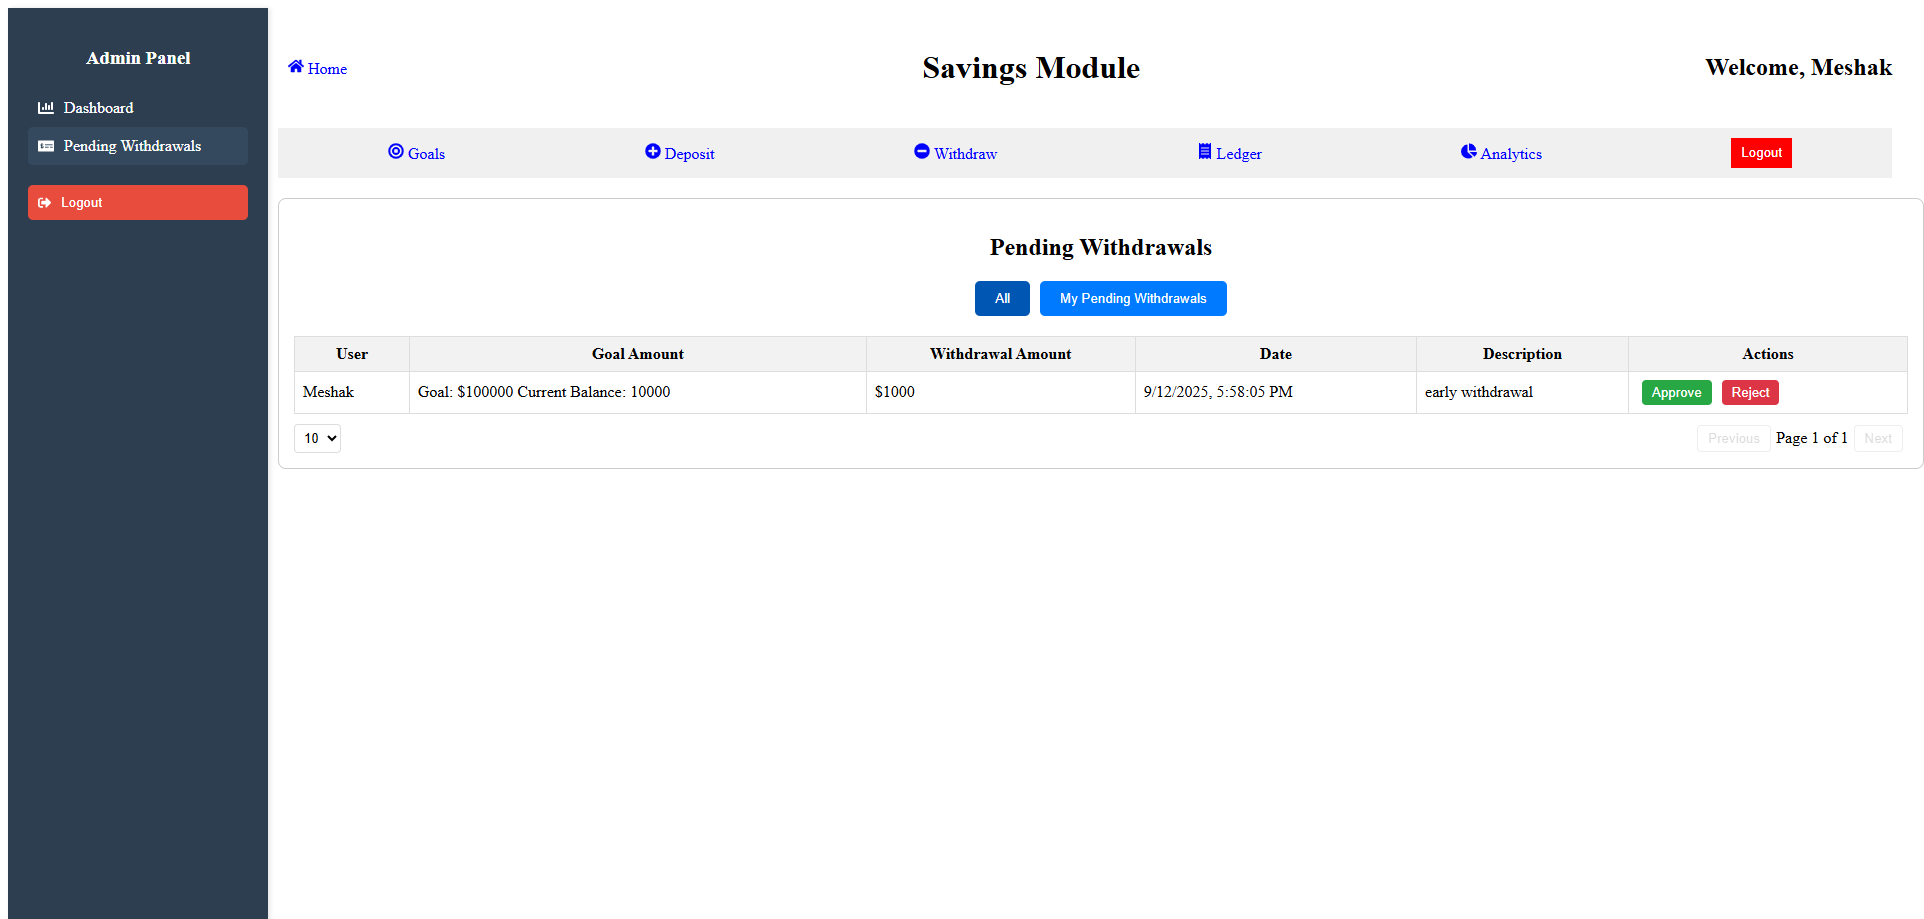 Admin Panel
Dashboard
Pending Withdrawals
Logout
Home
Savings Module
Welcome, Meshak
Goals
Deposit
Withdraw
Ledger
Analytics
Logout
Pending Withdrawals
All
My Pending Withdrawals
User Goal Amount Withdrawal Amount Date Description Actions
Meshak Goal: $100000 Current Balance: 10000 $1000 9/12/2025, 5:58:05 PM early withdrawal Approve Reject
10
Previous Page 1 of 1 Next